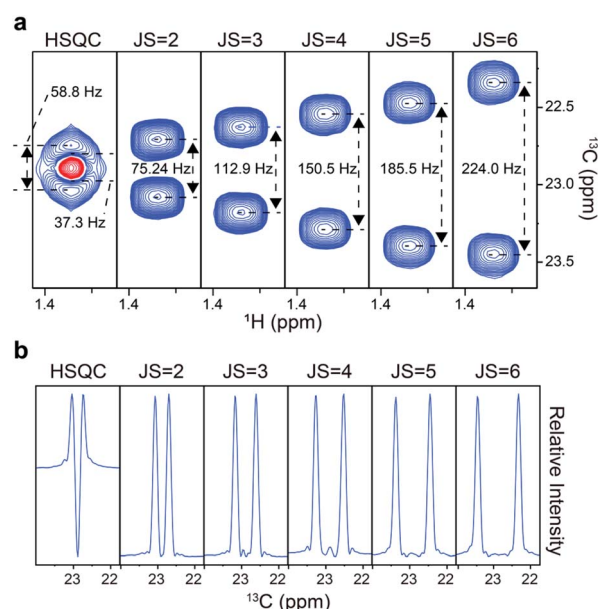 a
HSQC JS=2 JS=3 JS=4 JS=5 JS=6
58.8 Hz
37.3 Hz
75.24 Hz
112.9 Hz
150.5 Hz
185.5 Hz
224.0 Hz
22.5
23.0
23.5
¹³C (ppm)
1.4 1.4 1.4 1.4 1.4 1.4
¹H (ppm)
b
HSQC JS=2 JS=3 JS=4 JS=5 JS=6
Relative Intensity
23 22 23 22 23 22 23 22 23 22 23 22
¹³C (ppm)